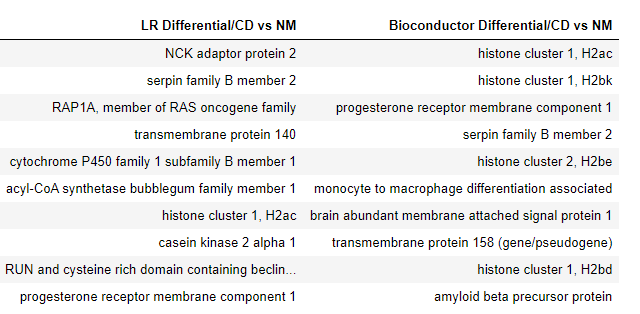 LR Differential/CD vs NM Bioconductor Differential/CD vs NM
NCK adaptor protein 2 histone cluster 1, H2ac
serpin family B member 2 histone cluster 1, H2bk
RAP1A, member of RAS oncogene family progesterone receptor membrane component 1
transmembrane protein 140 serpin family B member 2
cytochrome P450 family 1 subfamily B member 1 histone cluster 2, H2be
acyl-CoA synthetase bubblegum family member 1 monocyte to macrophage differentiation associated
histone cluster 1, H2ac brain abundant membrane attached signal protein 1
casein kinase 2 alpha 1 transmembrane protein 158 (gene/pseudogene)
RUN and cysteine rich domain containing beclin... histone cluster 1, H2bd
progesterone receptor membrane component 1 amyloid beta precursor protein